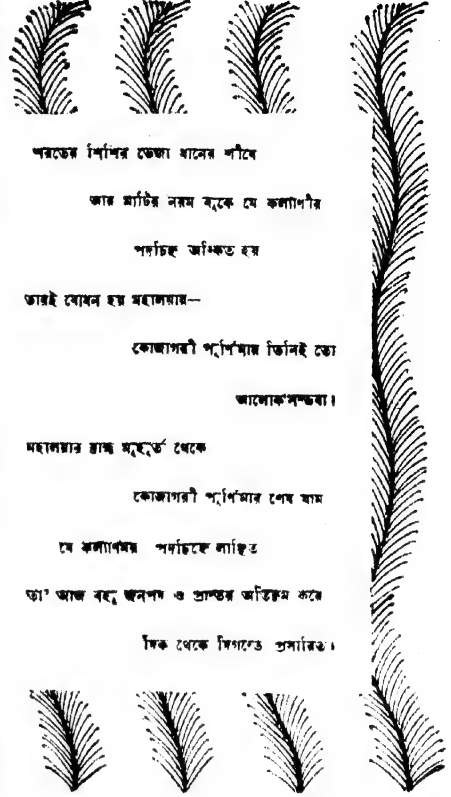 শরতের শিশির ভেজা ধানের শীষে
আর মাটির নরম বুকে যে কল্যাণীর
পদচিহ্ন অঙ্কিত হয়
তারই বোধন হয় মহালয়ায়—
কোজাগরী পূর্ণিমায় তিনিই তো
আলোকসম্ভবা।
মহালয়ার ব্রাহ্ম মুহূর্ত থেকে
কোজাগরী পূর্ণিমার শেষ যাম
যে কল্যাণময় পদচিহ্নে লাঞ্ছিত
তা' আজ বহু জনপদ ও প্রান্তর অতিক্রম করে
দিক থেকে দিগন্তে প্রসারিত।